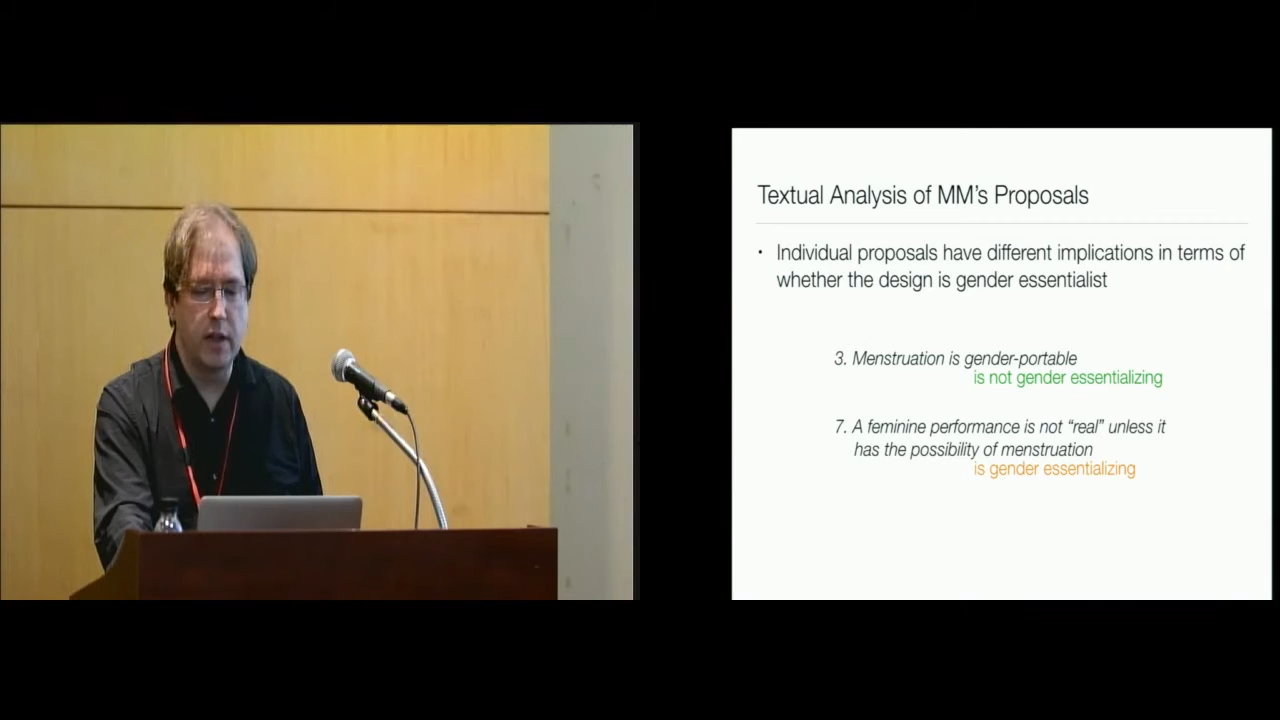 Textual Analysis of MM's Proposals
• Individual proposals have different implications in terms of
whether the design is gender essentialist
3. Menstruation is gender-portable
is not gender essentializing
7. A feminine performance is not “real” unless it
has the possibility of menstruation
is gender essentializing